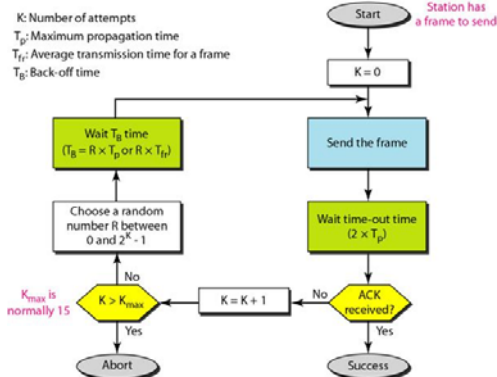 K: Number of attempts
Tp: Maximum propagation time
Tfr: Average transmission time for a frame
TB: Back-off time
Start
Station has
a frame to send
K = 0
Wait TB time
(TB = R × Tp or R × Tfr)
Send the frame
Choose a random
number R between
0 and 2^K - 1
Wait time-out time
(2 × Tp)
No
Kmax is
normally 15
K > Kmax
K = K + 1
No
ACK
received?
Yes
Yes
Abort
Success